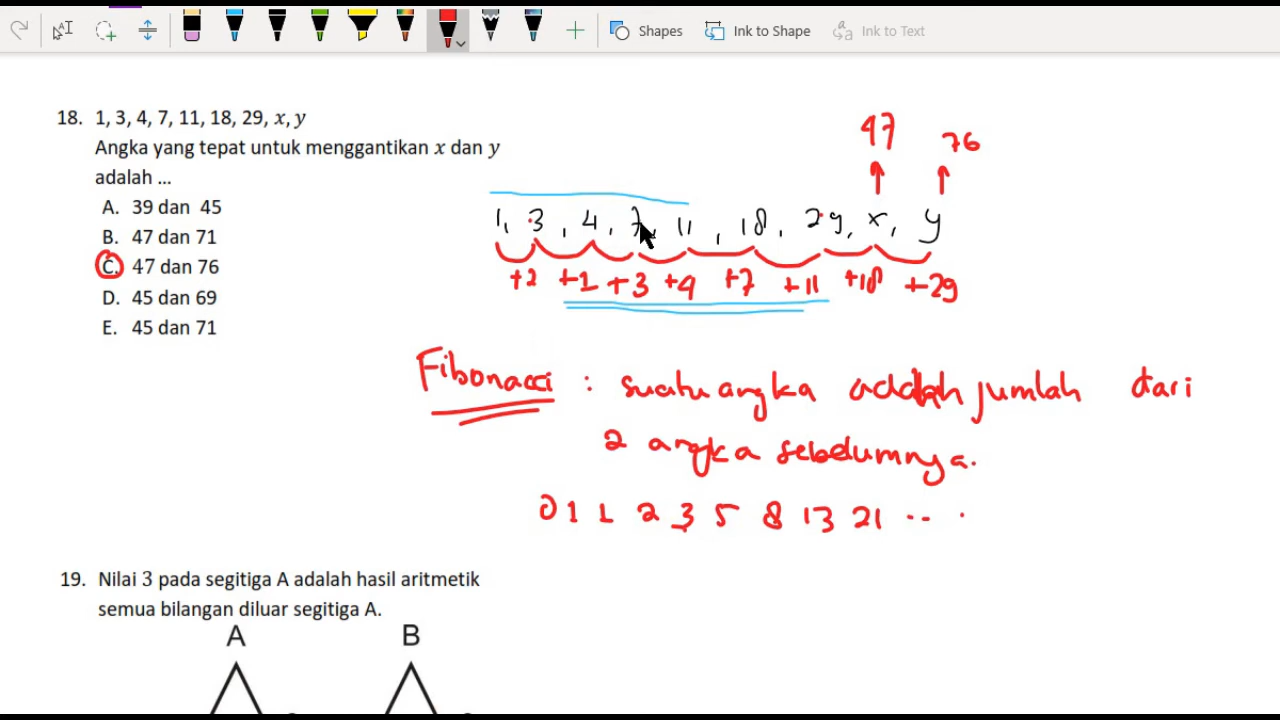 Shapes
Ink to Shape
Ink to Text
18. 1, 3, 4, 7, 11, 18, 29, x, y
Angka yang tepat untuk menggantikan x dan y
adalah ...
A. 39 dan 45
B. 47 dan 71
C. 47 dan 76
D. 45 dan 69
E. 45 dan 71
47 76
1, 3, 4, 7, 11, 18, 29, x, y
+2 +1 +3 +4 +7 +11 +18 +29
Fibonacci : suatu angka adalah jumlah dari
2 angka sebelumnya.
0 1 1 2 3 5 8 13 21 ...
19. Nilai 3 pada segitiga A adalah hasil aritmetik
semua bilangan diluar segitiga A.
A B